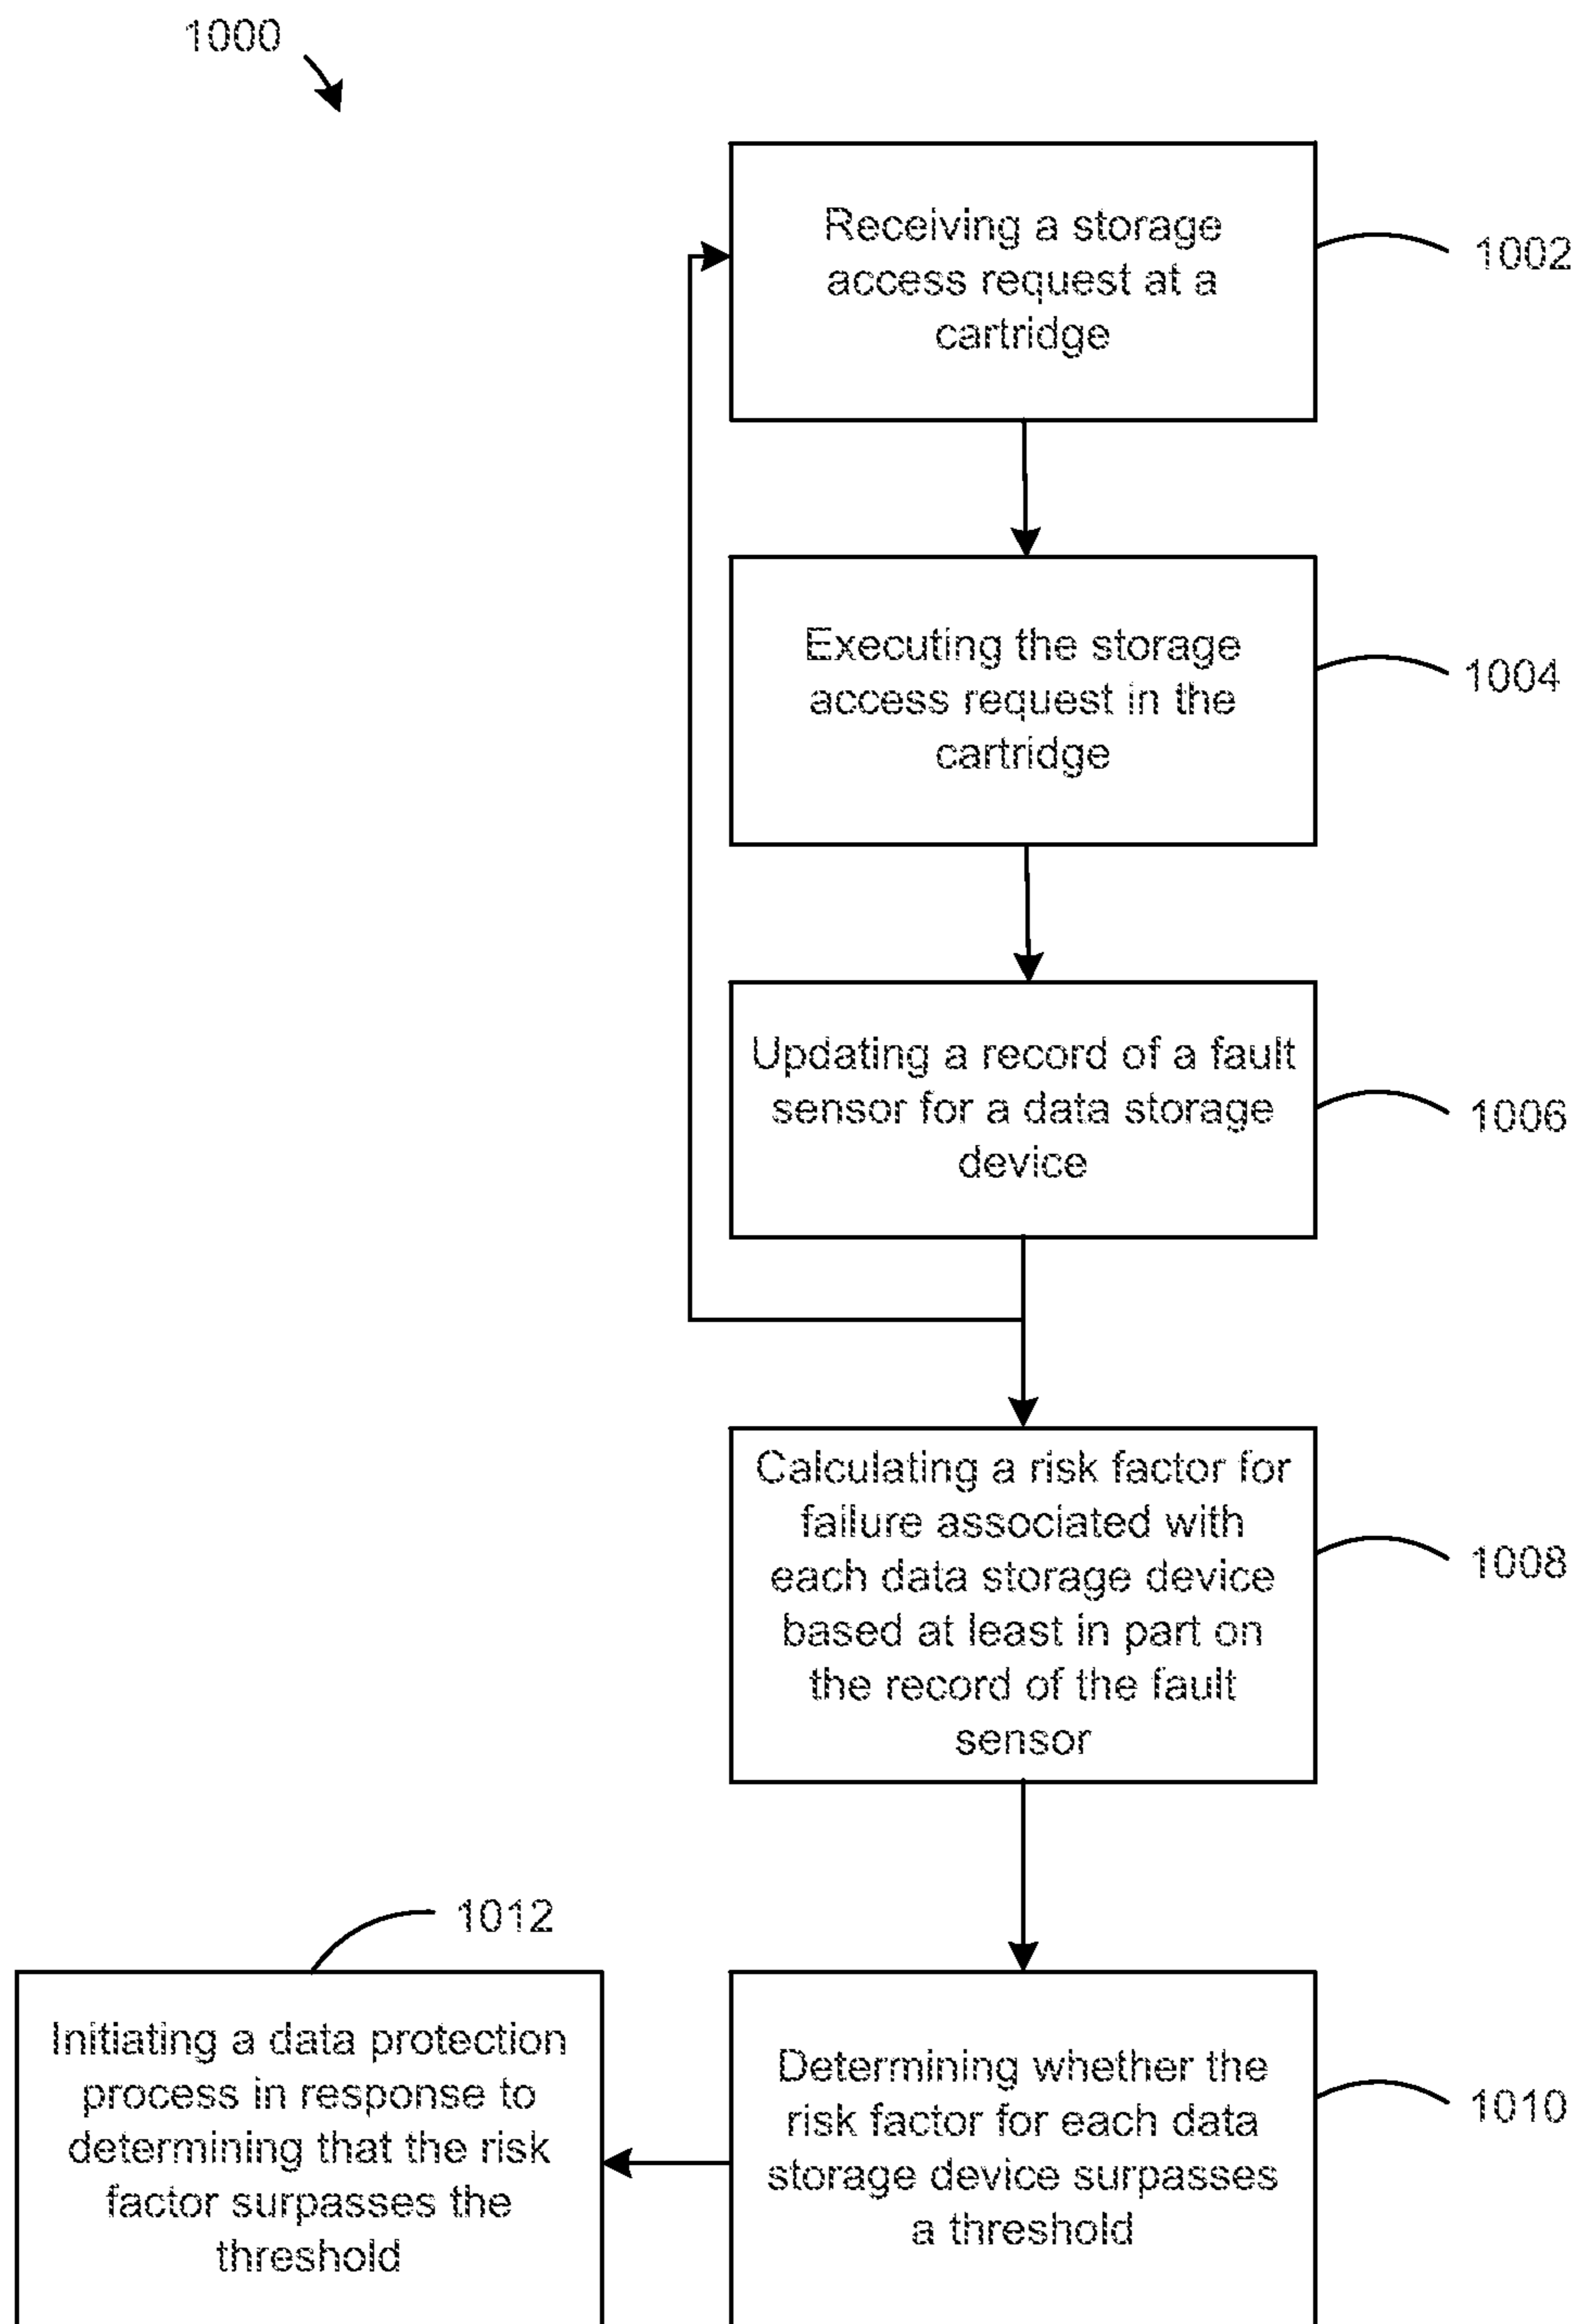 1000
Receiving a storage
access request at a
cartridge
1002
Executing the storage
access request in the
cartridge
1004
Updating a record of a fault
sensor for a data storage
device
1006
Calculating a risk factor for
failure associated with
each data storage device
based at least in part on
the record of the fault
sensor
1008
1012
Initiating a data protection
process in response to
determining that the risk
factor surpasses the
threshold
Determining whether the
risk factor for each data
storage device surpasses
a threshold
1010